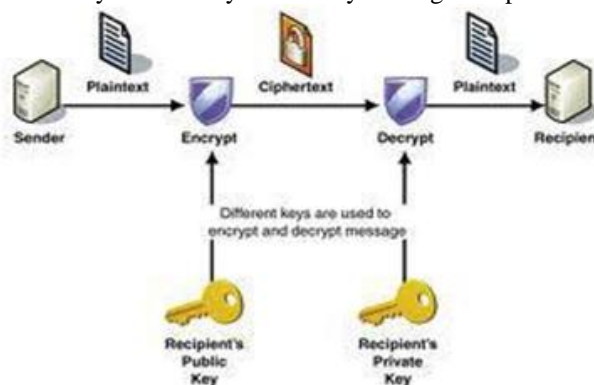 Plaintext
Ciphertext
Plaintext
Sender
Encrypt
Decrypt
Recipien
Different keys are used to
encrypt and decrypt message
Recipient's
Public
Key
Recipient's
Private
Key